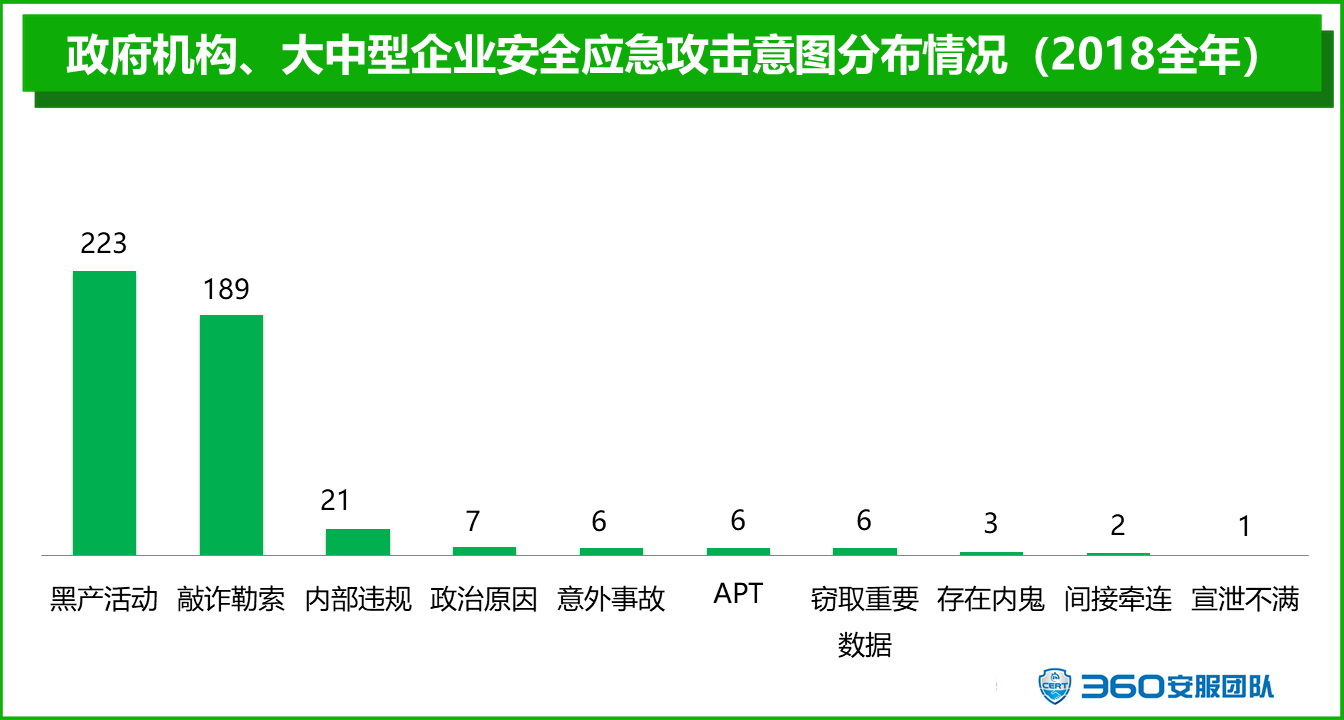 政府机构、大中型企业安全应急攻击意图分布情况（2018全年）
223
189
21
7
6
6
6
3
2
1
黑产活动
敲诈勒索
内部违规
政治原因
意外事故
APT
窃取重要
数据
存在内鬼
间接牵连
宣泄不满
CERT
360安服团队